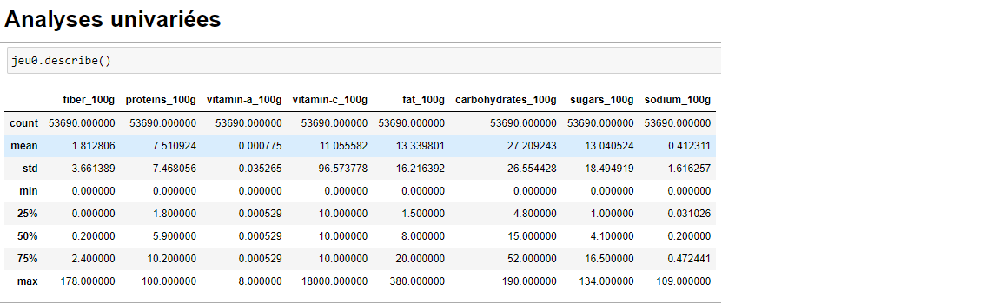 Analyses univariées
jeu0.describe()
fiber_100g proteins_100g vitamin-a_100g vitamin-c_100g fat_100g carbohydrates_100g sugars_100g sodium_100g
count 53690.000000 53690.000000 53690.000000 53690.000000 53690.000000 53690.000000 53690.000000 53690.000000
mean 1.812806 7.510924 0.000775 11.055582 13.339801 27.209243 13.040524 0.412311
std 3.661389 7.468056 0.035265 96.573778 16.216392 26.554428 18.494919 1.616257
min 0.000000 0.000000 0.000000 0.000000 0.000000 0.000000 0.000000 0.000000
25% 0.000000 1.800000 0.000529 10.000000 1.500000 4.800000 1.000000 0.031026
50% 0.200000 5.900000 0.000529 10.000000 8.000000 15.000000 4.100000 0.200000
75% 2.400000 10.200000 0.000529 10.000000 20.000000 52.000000 16.500000 0.472441
max 178.000000 100.000000 8.000000 18000.000000 380.000000 190.000000 134.000000 109.000000